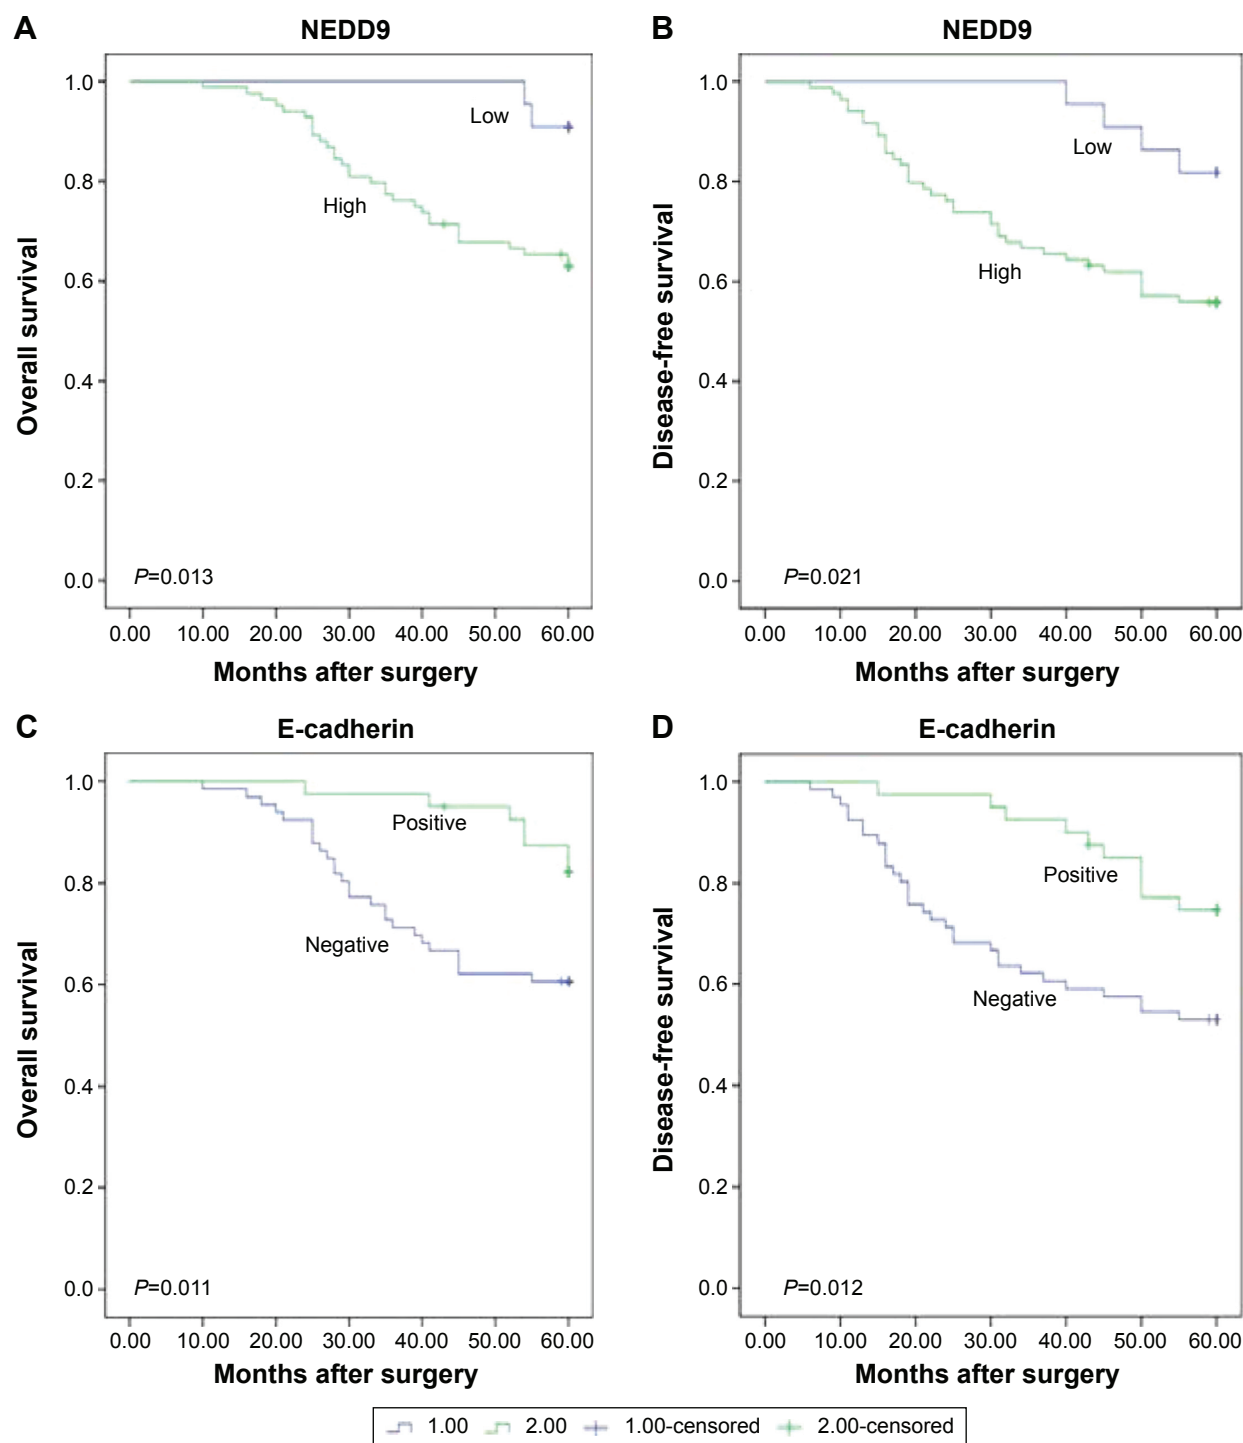 A
NEDD9
Overall survival
1.0
0.8
0.6
0.4
0.2
0.0
Low
High
P=0.013
0.00 10.00 20.00 30.00 40.00 50.00 60.00
Months after surgery
B
NEDD9
Disease-free survival
1.0
0.8
0.6
0.4
0.2
0.0
Low
High
P=0.021
0.00 10.00 20.00 30.00 40.00 50.00 60.00
Months after surgery
C
E-cadherin
Overall survival
1.0
0.8
0.6
0.4
0.2
0.0
Positive
Negative
P=0.011
0.00 10.00 20.00 30.00 40.00 50.00 60.00
Months after surgery
D
E-cadherin
Disease-free survival
1.0
0.8
0.6
0.4
0.2
0.0
Positive
Negative
P=0.012
0.00 10.00 20.00 30.00 40.00 50.00 60.00
Months after surgery
1.00 2.00 1.00-censored 2.00-censored